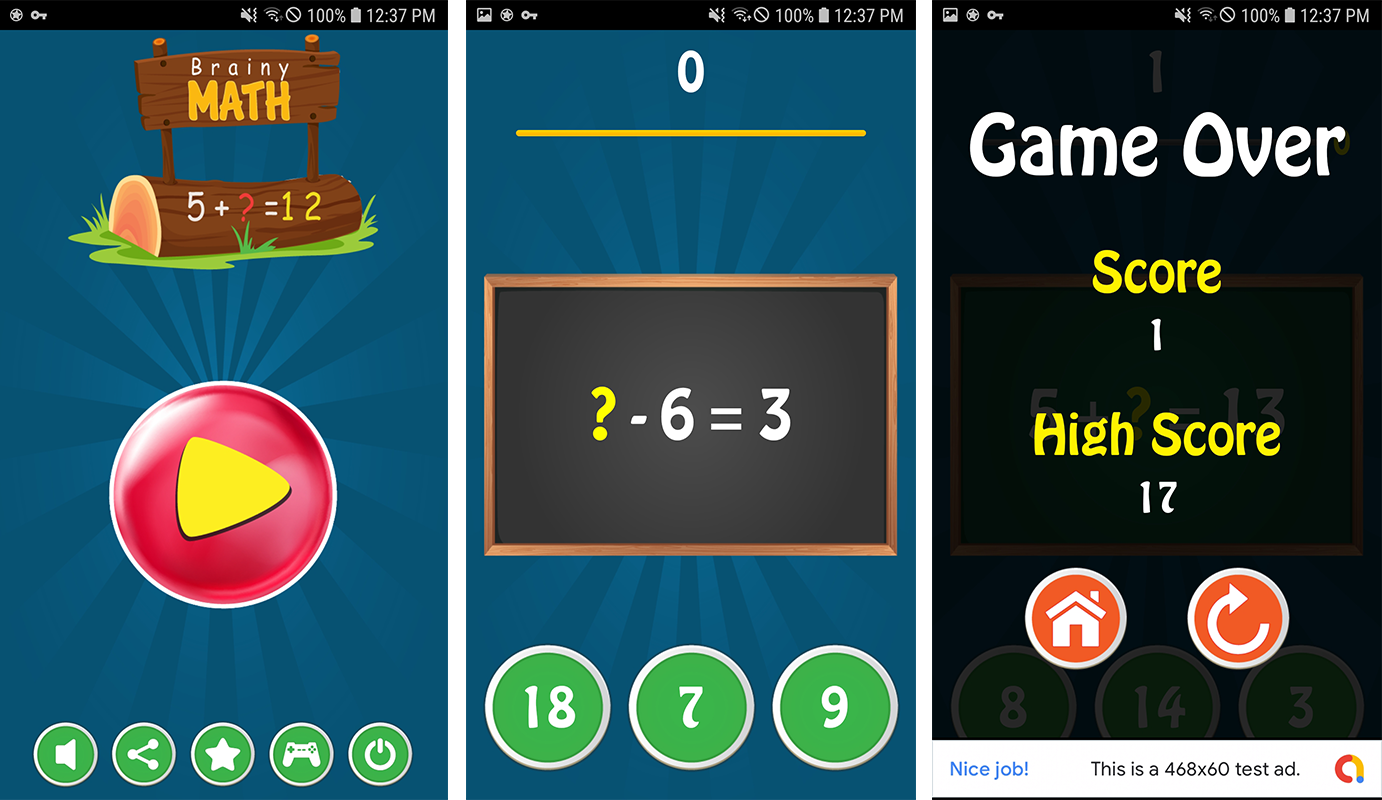 100% 12:37 PM
Brainy
MATH
5 + ? = 12
100% 12:37 PM
0
? - 6 = 3
18 7 9
100% 12:37 PM
1
Game Over
Score
1
5 + ? = 13
High Score
17
8 14 3
Nice job! This is a 468x60 test ad.